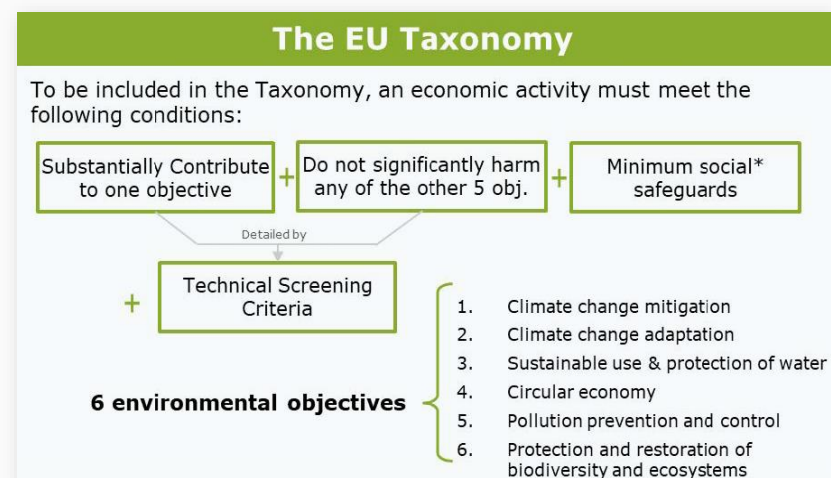 The EU Taxonomy
To be included in the Taxonomy, an economic activity must meet the
following conditions:
Substantially Contribute
to one objective
+
Do not significantly harm
any of the other 5 obj.
+
Minimum social*
safeguards
Detailed by
+
Technical Screening
Criteria
6 environmental objectives
1. Climate change mitigation
2. Climate change adaptation
3. Sustainable use & protection of water
4. Circular economy
5. Pollution prevention and control
6. Protection and restoration of
biodiversity and ecosystems